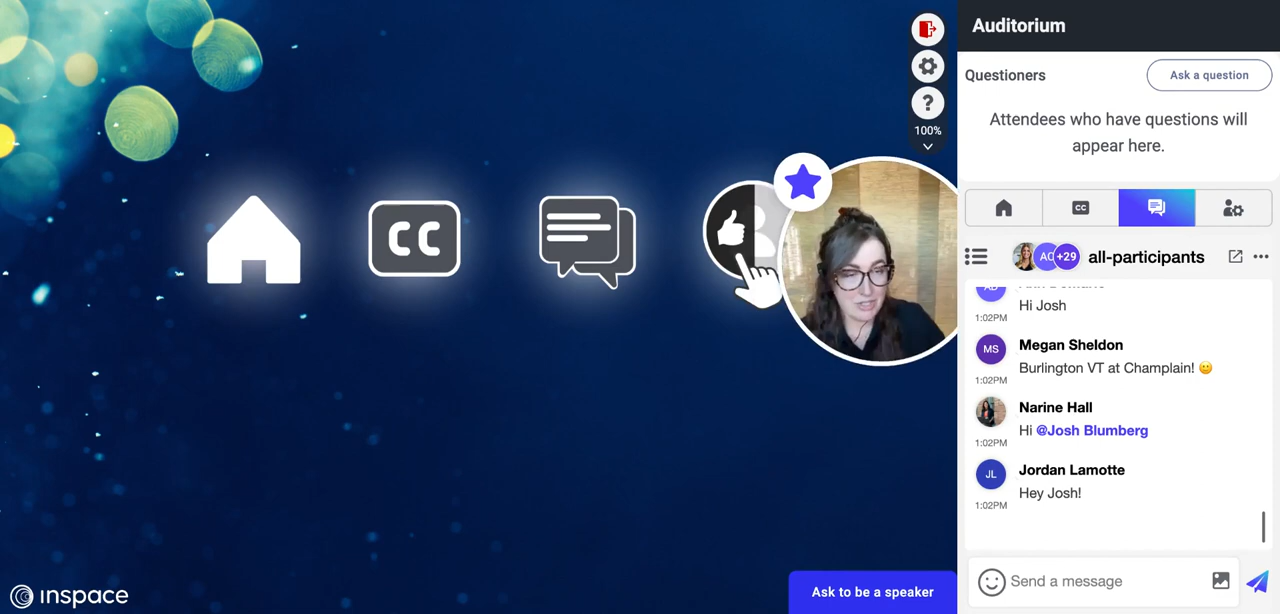 100%
CC
inspace
Ask to be a speaker
Auditorium
Questioners
Ask a question
Attendees who have questions will
appear here.
CC
+29 all-participants
Hi Josh
1:02PM
MS
Megan Sheldon
Burlington VT at Champlain! 🙂
1:02PM
Narine Hall
Hi @Josh Blumberg
1:02PM
JL
Jordan Lamotte
Hey Josh!
1:02PM
Send a message